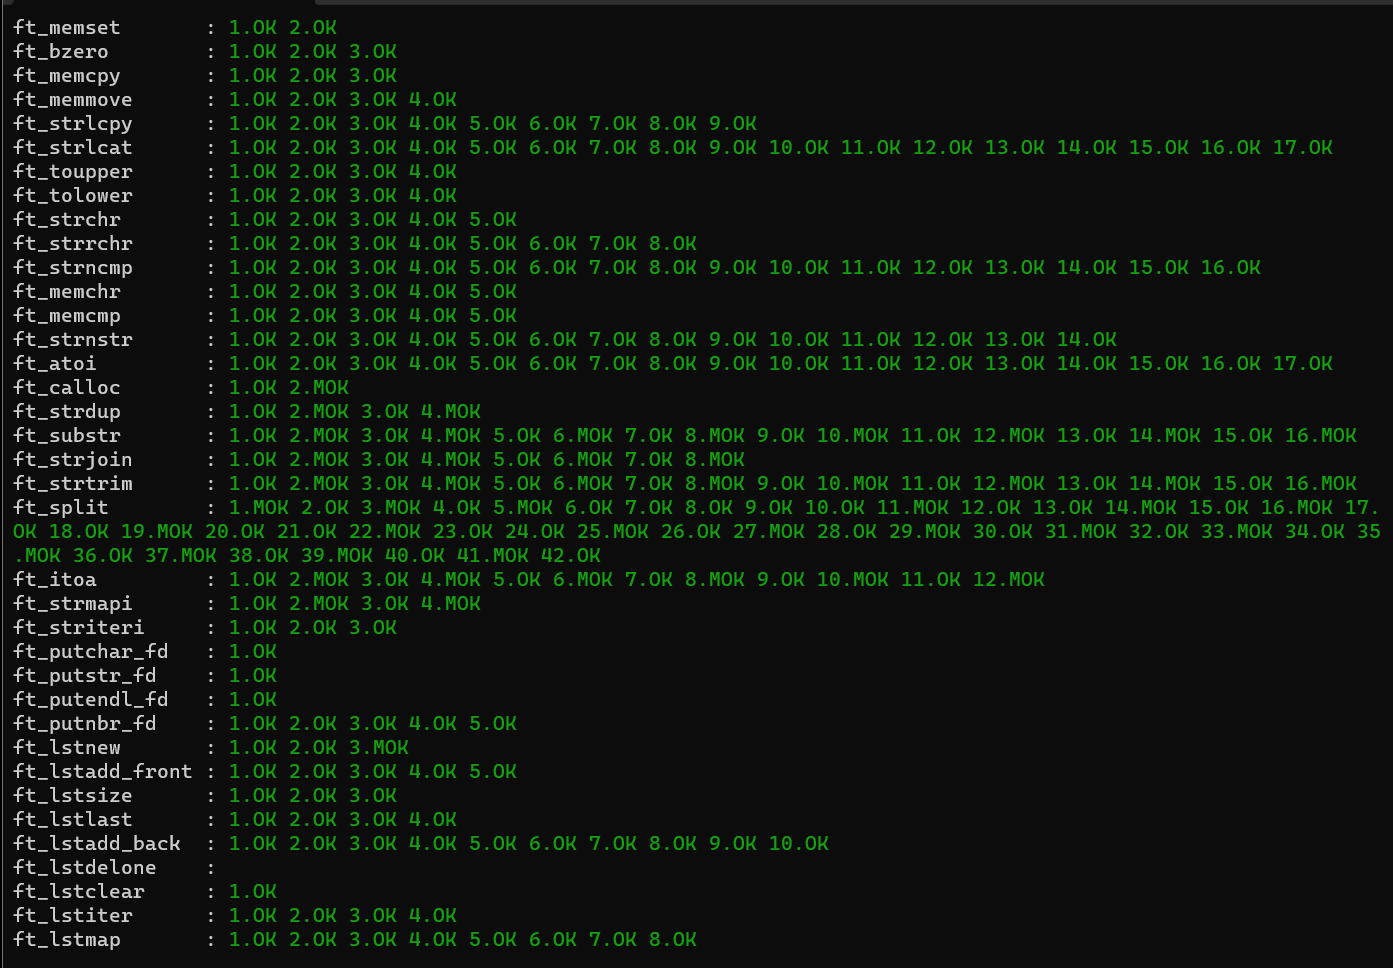 ft_memset       : 1.OK 2.OK
ft_bzero        : 1.OK 2.OK 3.OK
ft_memcpy       : 1.OK 2.OK 3.OK
ft_memmove      : 1.OK 2.OK 3.OK 4.OK
ft_strlcpy      : 1.OK 2.OK 3.OK 4.OK 5.OK 6.OK 7.OK 8.OK 9.OK
ft_strlcat      : 1.OK 2.OK 3.OK 4.OK 5.OK 6.OK 7.OK 8.OK 9.OK 10.OK 11.OK 12.OK 13.OK 14.OK 15.OK 16.OK 17.OK
ft_toupper      : 1.OK 2.OK 3.OK 4.OK
ft_tolower      : 1.OK 2.OK 3.OK 4.OK
ft_strchr       : 1.OK 2.OK 3.OK 4.OK 5.OK
ft_strrchr      : 1.OK 2.OK 3.OK 4.OK 5.OK 6.OK 7.OK 8.OK
ft_strncmp      : 1.OK 2.OK 3.OK 4.OK 5.OK 6.OK 7.OK 8.OK 9.OK 10.OK 11.OK 12.OK 13.OK 14.OK 15.OK 16.OK
ft_memchr       : 1.OK 2.OK 3.OK 4.OK 5.OK
ft_memcmp       : 1.OK 2.OK 3.OK 4.OK 5.OK
ft_strnstr      : 1.OK 2.OK 3.OK 4.OK 5.OK 6.OK 7.OK 8.OK 9.OK 10.OK 11.OK 12.OK 13.OK 14.OK
ft_atoi         : 1.OK 2.OK 3.OK 4.OK 5.OK 6.OK 7.OK 8.OK 9.OK 10.OK 11.OK 12.OK 13.OK 14.OK 15.OK 16.OK 17.OK
ft_calloc       : 1.OK 2.MOK
ft_strdup       : 1.OK 2.MOK 3.OK 4.MOK
ft_substr       : 1.OK 2.MOK 3.OK 4.MOK 5.OK 6.MOK 7.OK 8.MOK 9.OK 10.MOK 11.OK 12.MOK 13.OK 14.MOK 15.OK 16.MOK
ft_strjoin      : 1.OK 2.MOK 3.OK 4.MOK 5.OK 6.MOK 7.OK 8.MOK
ft_strtrim      : 1.OK 2.MOK 3.OK 4.MOK 5.OK 6.MOK 7.OK 8.MOK 9.OK 10.MOK 11.OK 12.MOK 13.OK 14.MOK 15.OK 16.MOK
ft_split        : 1.MOK 2.OK 3.MOK 4.OK 5.MOK 6.OK 7.OK 8.OK 9.OK 10.OK 11.MOK 12.OK 13.OK 14.MOK 15.OK 16.MOK 17.
OK 18.OK 19.MOK 20.OK 21.OK 22.MOK 23.OK 24.OK 25.MOK 26.OK 27.MOK 28.OK 29.MOK 30.OK 31.MOK 32.OK 33.MOK 34.OK 35
.MOK 36.OK 37.MOK 38.OK 39.MOK 40.OK 41.MOK 42.OK
ft_itoa         : 1.OK 2.MOK 3.OK 4.MOK 5.OK 6.MOK 7.OK 8.MOK 9.OK 10.MOK 11.OK 12.MOK
ft_strmapi      : 1.OK 2.MOK 3.OK 4.MOK
ft_striteri     : 1.OK 2.OK 3.OK
ft_putchar_fd   : 1.OK
ft_putstr_fd    : 1.OK
ft_putendl_fd   : 1.OK
ft_putnbr_fd    : 1.OK 2.OK 3.OK 4.OK 5.OK
ft_lstnew       : 1.OK 2.OK 3.MOK
ft_lstadd_front : 1.OK 2.OK 3.OK 4.OK 5.OK
ft_lstsize      : 1.OK 2.OK 3.OK
ft_lstlast      : 1.OK 2.OK 3.OK 4.OK
ft_lstadd_back  : 1.OK 2.OK 3.OK 4.OK 5.OK 6.OK 7.OK 8.OK 9.OK 10.OK
ft_lstdelone    :
ft_lstclear     : 1.OK
ft_lstiter      : 1.OK 2.OK 3.OK 4.OK
ft_lstmap       : 1.OK 2.OK 3.OK 4.OK 5.OK 6.OK 7.OK 8.OK